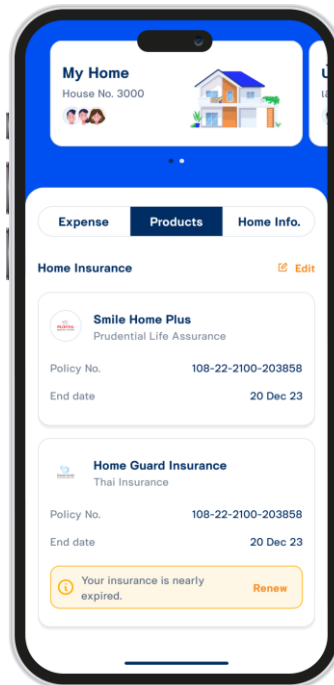 My Home
House No. 3000
Expense
Products
Home Info.
Home Insurance
Edit
Smile Home Plus
Prudential Life Assurance
Policy No.
108-22-2100-203858
End date
20 Dec 23
Home Guard Insurance
Thai Insurance
Policy No.
108-22-2100-203858
End date
20 Dec 23
Your insurance is nearly
expired.
Renew